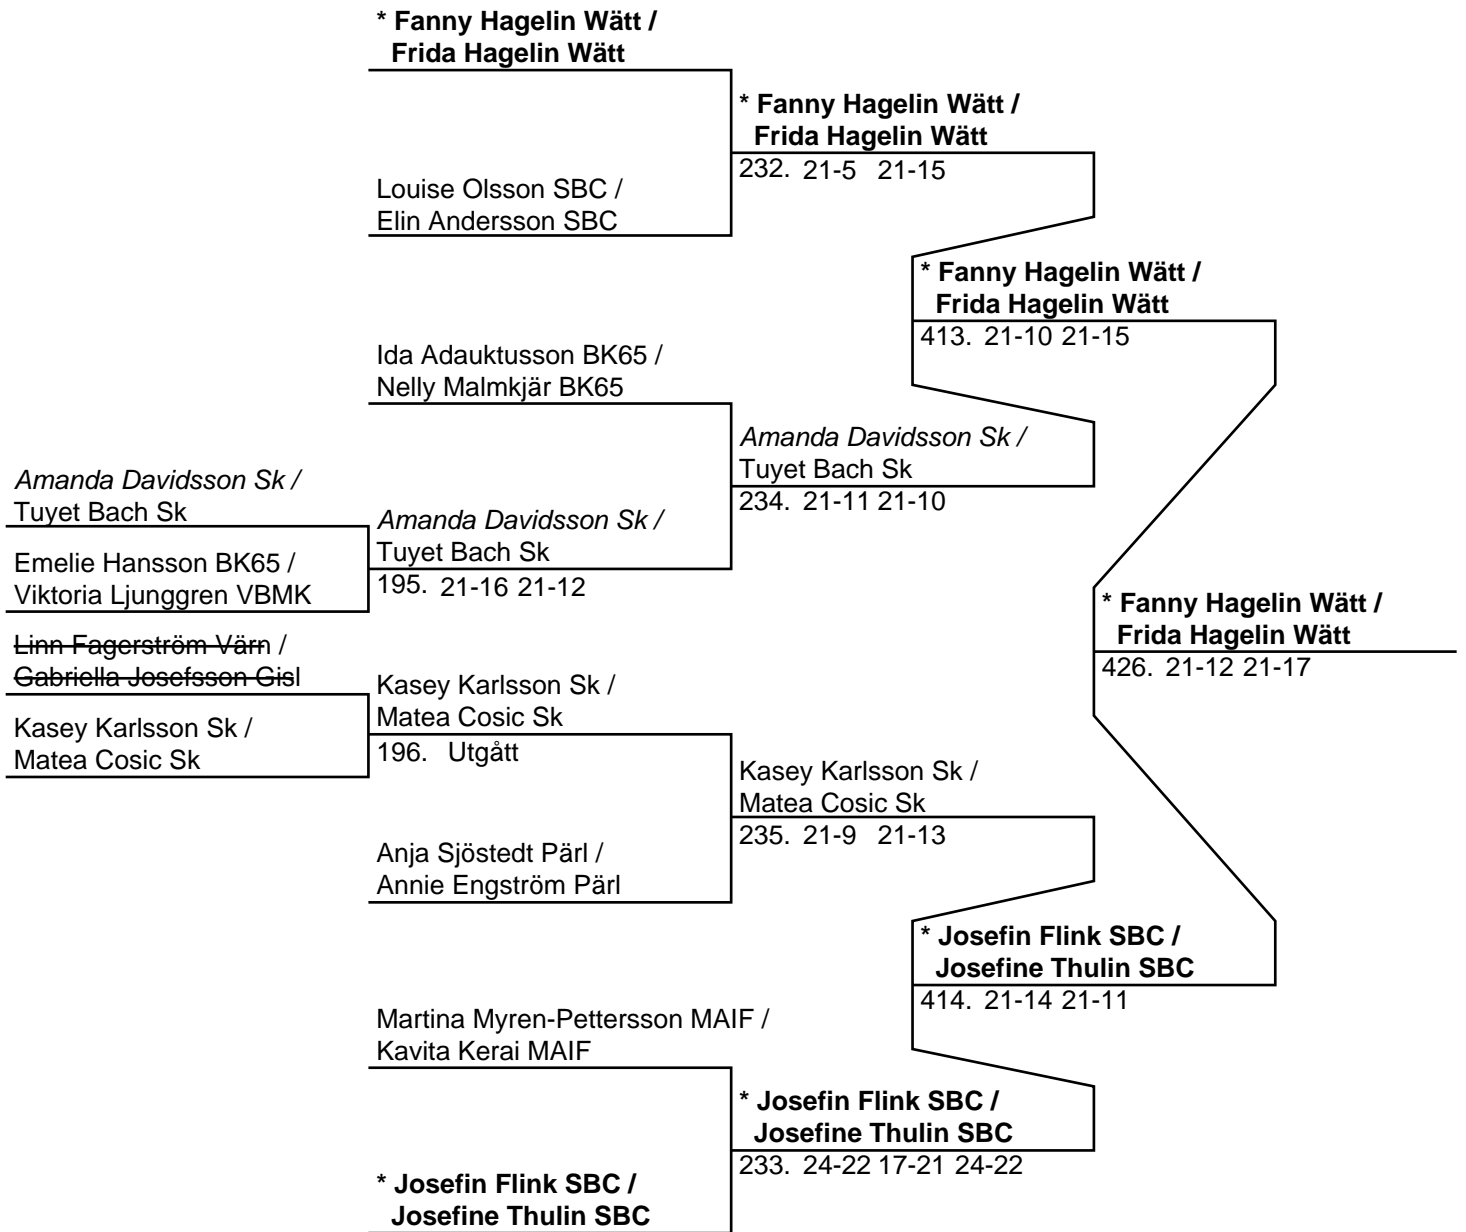 * Fanny Hagelin Wätt /
Frida Hagelin Wätt
* Fanny Hagelin Wätt /
Frida Hagelin Wätt
232. 21-5 21-15
Louise Olsson SBC /
Elin Andersson SBC
* Fanny Hagelin Wätt /
Frida Hagelin Wätt
413. 21-10 21-15
Ida Adauktusson BK65 /
Nelly Malmkjär BK65
Amanda Davidsson Sk /
Tuyet Bach Sk
234. 21-11 21-10
Amanda Davidsson Sk /
Tuyet Bach Sk
Amanda Davidsson Sk /
Tuyet Bach Sk
195. 21-16 21-12
Emelie Hansson BK65 /
Viktoria Ljunggren VBMK
* Fanny Hagelin Wätt /
Frida Hagelin Wätt
426. 21-12 21-17
Linn Fagerström Värn /
Gabriella Josefsson Gisl
Kasey Karlsson Sk /
Matea Cosic Sk
196. Utgått
Kasey Karlsson Sk /
Matea Cosic Sk
Kasey Karlsson Sk /
Matea Cosic Sk
235. 21-9 21-13
Anja Sjöstedt Pärl /
Annie Engström Pärl
* Josefin Flink SBC /
Josefine Thulin SBC
414. 21-14 21-11
Martina Myren-Pettersson MAIF /
Kavita Kerai MAIF
* Josefin Flink SBC /
Josefine Thulin SBC
233. 24-22 17-21 24-22
* Josefin Flink SBC /
Josefine Thulin SBC